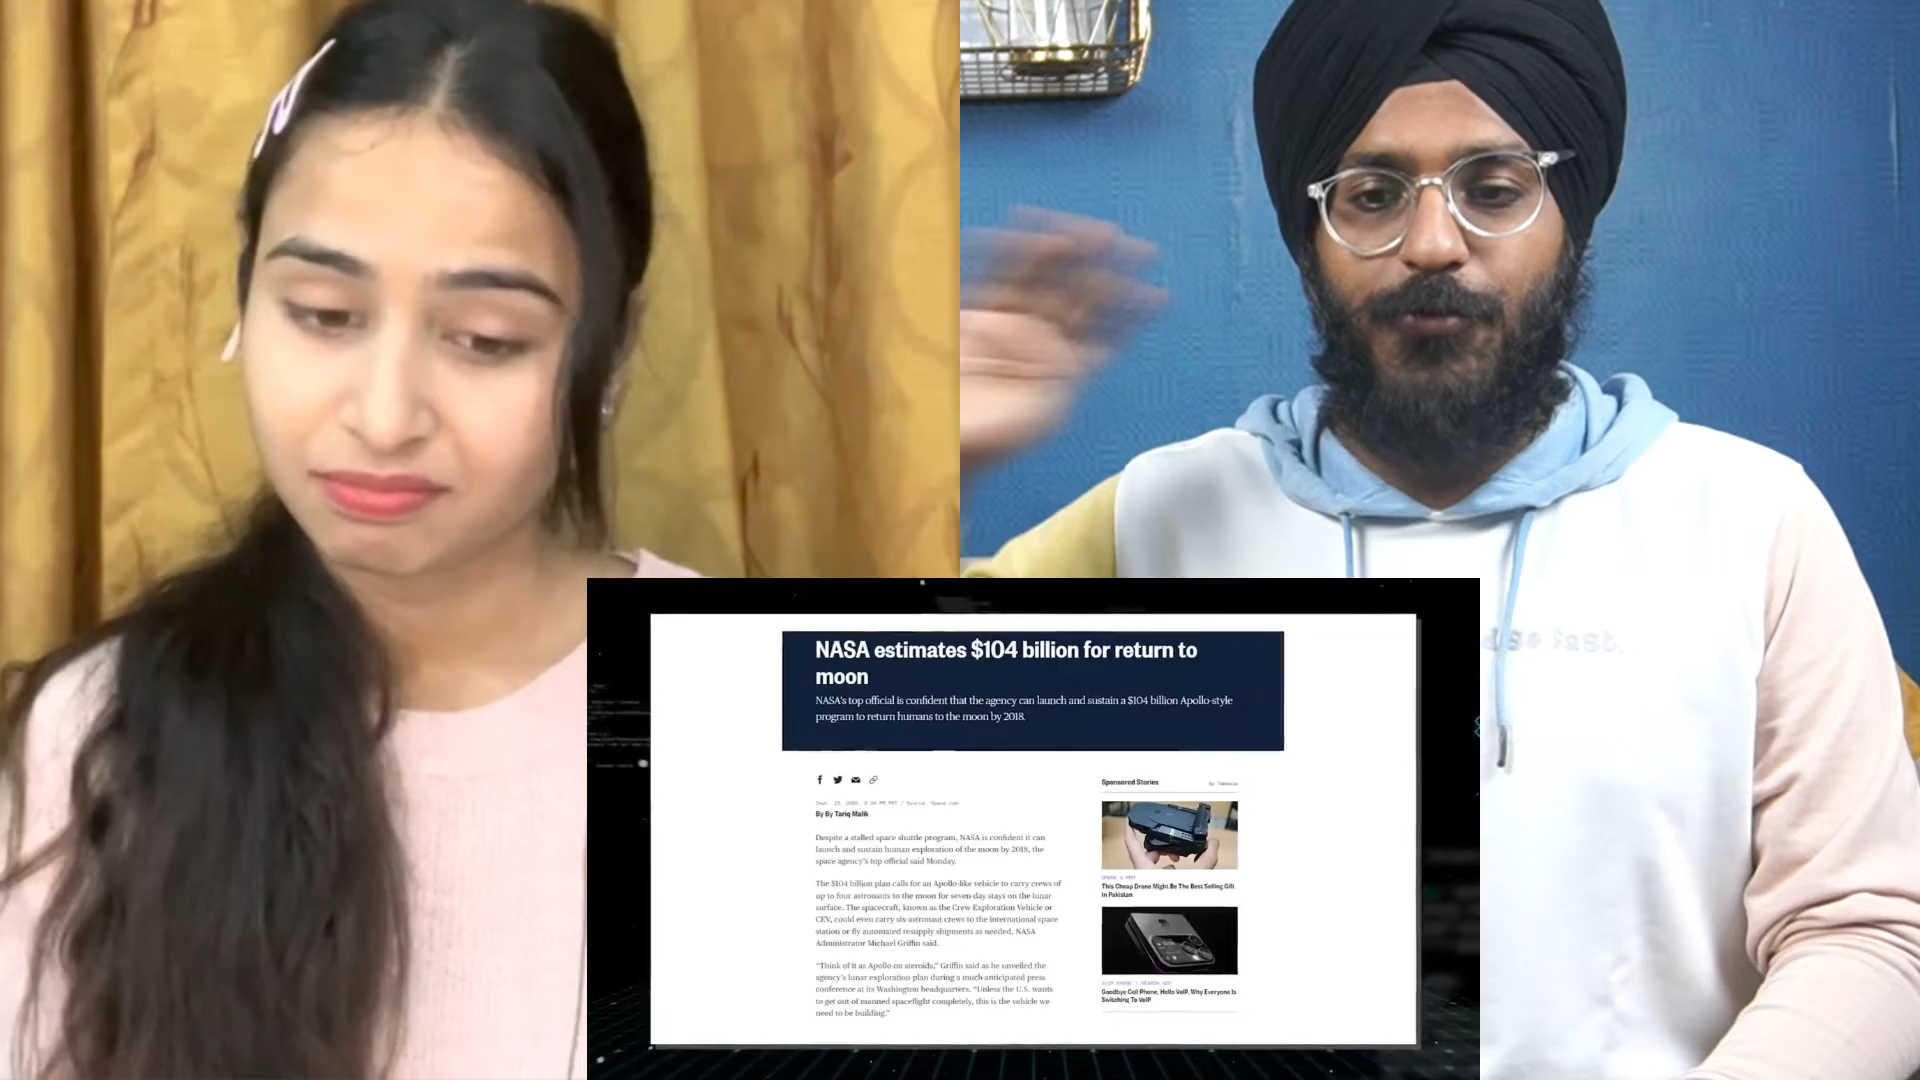 NASA estimates $104 billion for return to
moon
NASA's top official is confident that the agency can launch and sustain a $104 billion Apollo-style
program to return humans to the moon by 2018.
Sponsored Stories
by Taboola
By By Tariq Malik
Despite a stalled space shuttle program, NASA is confident it can
launch and sustain human exploration of the moon by 2018, the
space agency's top official said Monday.
The $104 billion plan calls for an Apollo-like vehicle to carry crews of
up to four astronauts to the moon for seven-day stays on the lunar
surface. The spacecraft, known as the Crew Exploration Vehicle or
CEV, could even carry six-astronaut crews to the international space
station or fly automated resupply shipments as needed, NASA
Administrator Michael Griffin said.
"Think of it as Apollo on steroids," Griffin said as he unveiled the
agency's lunar exploration plan during a much-anticipated press
conference at its Washington headquarters. "Unless the U.S. wants
to get out of manned spaceflight completely, this is the vehicle we
need to be building."
This Cheap Drone Might Be The Best Selling Gift
In Pakistan
Goodbye Cell Phone, Hello VoIP. Why Everyone Is
Switching To VoIP
fast.